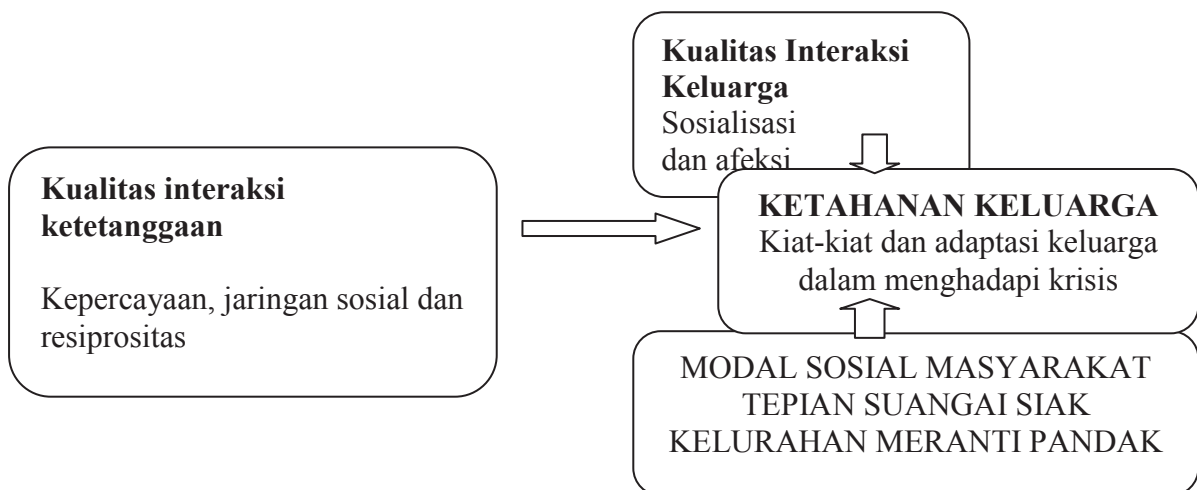 Kualitas Interaksi
Keluarga
Sosialisasi
dan afeksi
Kualitas interaksi
ketetanggaan
Kepercayaan, jaringan sosial dan
resiprositas
KETAHANAN KELUARGA
Kiat-kiat dan adaptasi keluarga
dalam menghadapi krisis
MODAL SOSIAL MASYARAKAT
TEPIAN SUANGAI SIAK
KELURAHAN MERANTI PANDAK